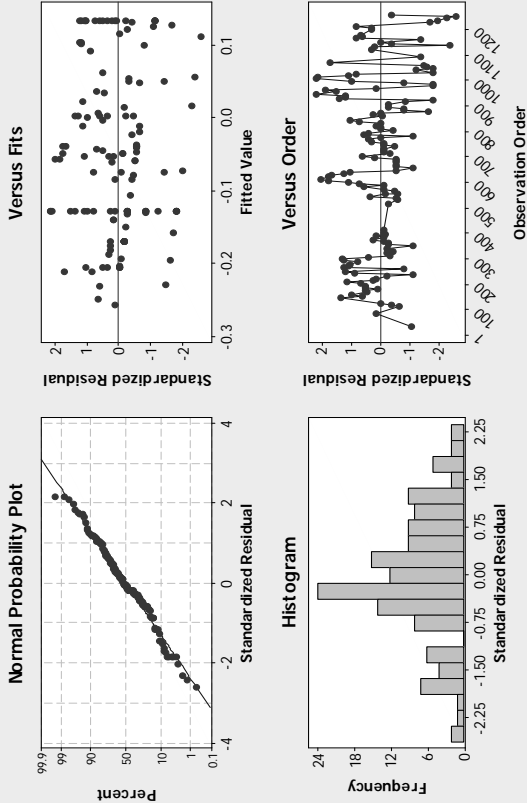 Normal Probability Plot
99.9
99
90
50
10
1
0.1
Percent
-4 -2 0 2 4
Standardized Residual
Versus Fits
2
1
0
-1
-2
Standardized Residual
-0.3 -0.2 -0.1 0.0 0.1
Fitted Value
Histogram
24
18
12
6
0
Frequency
-2.25 -1.50 -0.75 0.00 0.75 1.50 2.25
Standardized Residual
Versus Order
2
1
0
-1
-2
Standardized Residual
1 100 200 300 400 500 600 700 800 900 1000 1100 1200
Observation Order